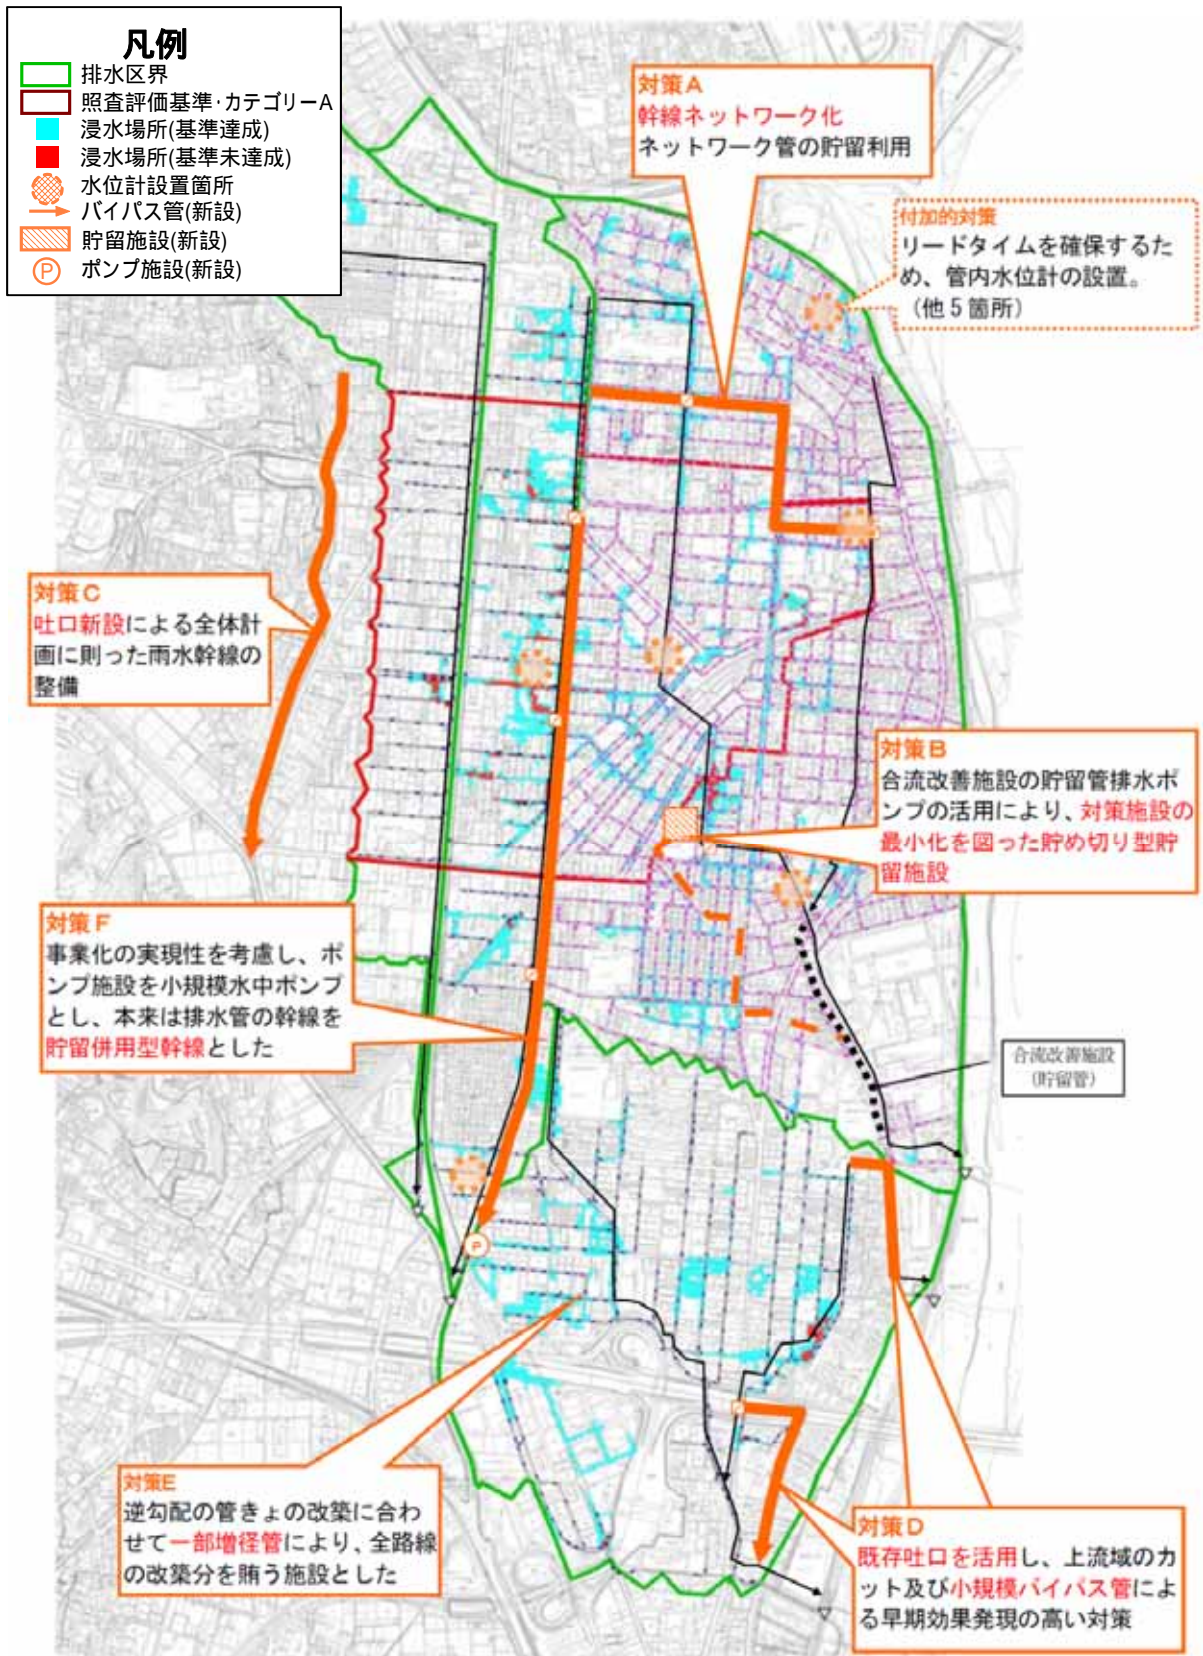 凡例
排水区界
照査評価基準・カテゴリーA
浸水場所(基準達成)
浸水場所(基準未達成)
水位計設置箇所
バイパス管(新設)
貯留施設(新設)
P ポンプ施設(新設)
対策A
幹線ネットワーク化
ネットワーク管の貯留利用
付加的対策
リードタイムを確保するた
め、管内水位計の設置。
（他5箇所）
対策C
吐口新設による全体計
画に則った雨水幹線の
整備
対策B
合流改善施設の貯留管排水ポ
ンプの活用により、対策施設の
最小化を図った貯め切り型貯
留施設
対策F
事業化の実現性を考慮し、ポ
ンプ施設を小規模水中ポンプ
とし、本来は排水管の幹線を
貯留併用型幹線とした
合流改善施設
(貯留管)
P
対策E
逆勾配の管きょの改築に合わ
せて一部増径管により、全路線
の改築分を賄う施設とした
対策D
既存吐口を活用し、上流域のカ
ット及び小規模バイパス管によ
る早期効果発現の高い対策